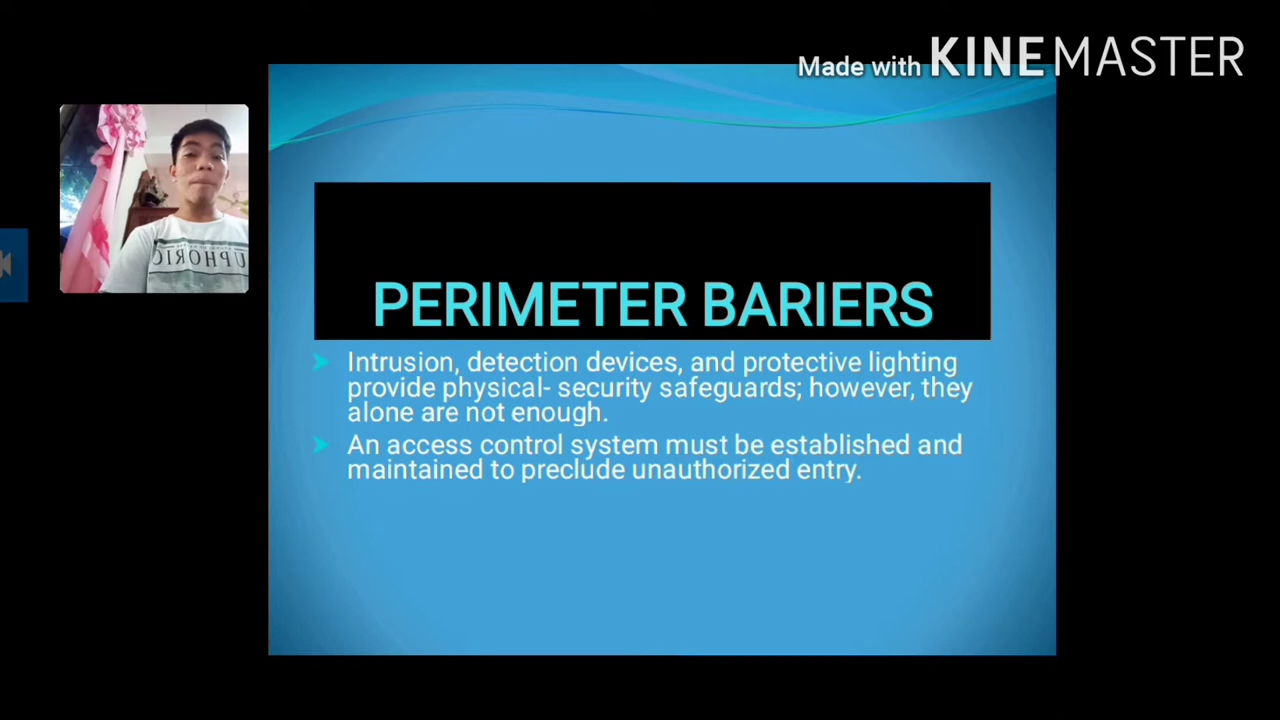 Made with KINEMASTER
UPHORIC
PERIMETER BARIERS
Intrusion, detection devices, and protective lighting
provide physical- security safeguards; however, they
alone are not enough.
An access control system must be established and
maintained to preclude unauthorized entry.